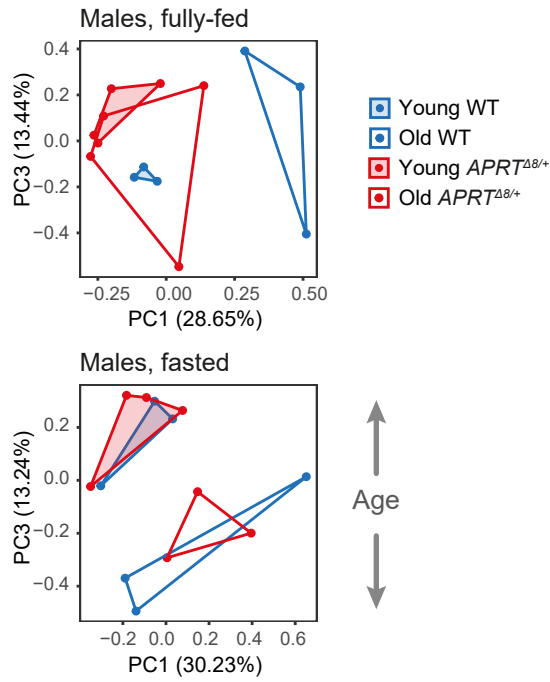 Males, fully-fed
PC3 (13.44%)
0.4
0.2
0.0
−0.2
−0.4
−0.25
0.00
0.25
0.50
PC1 (28.65%)
Young WT
Old WT
Young APRTΔ8/+
Old APRTΔ8/+
Males, fasted
PC3 (13.24%)
0.2
0.0
−0.2
−0.4
−0.2
0.0
0.2
0.4
0.6
PC1 (30.23%)
Age